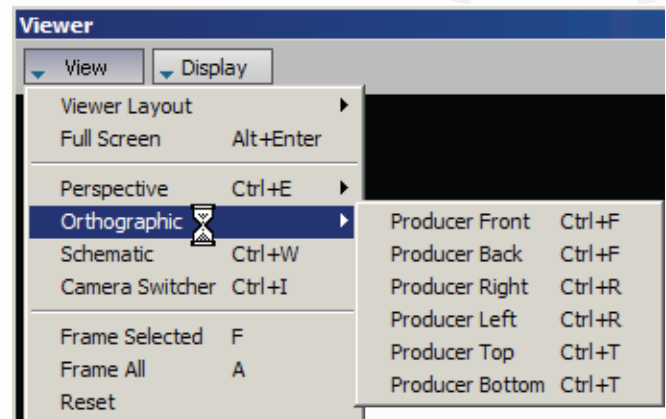 Viewer
View Display
Viewer Layout
Full Screen Alt+Enter
Perspective Ctrl+E
Orthographic
Schematic Ctrl+W
Camera Switcher Ctrl+I
Frame Selected F
Frame All A
Reset
Producer Front Ctrl+F
Producer Back Ctrl+F
Producer Right Ctrl+R
Producer Left Ctrl+R
Producer Top Ctrl+T
Producer Bottom Ctrl+T